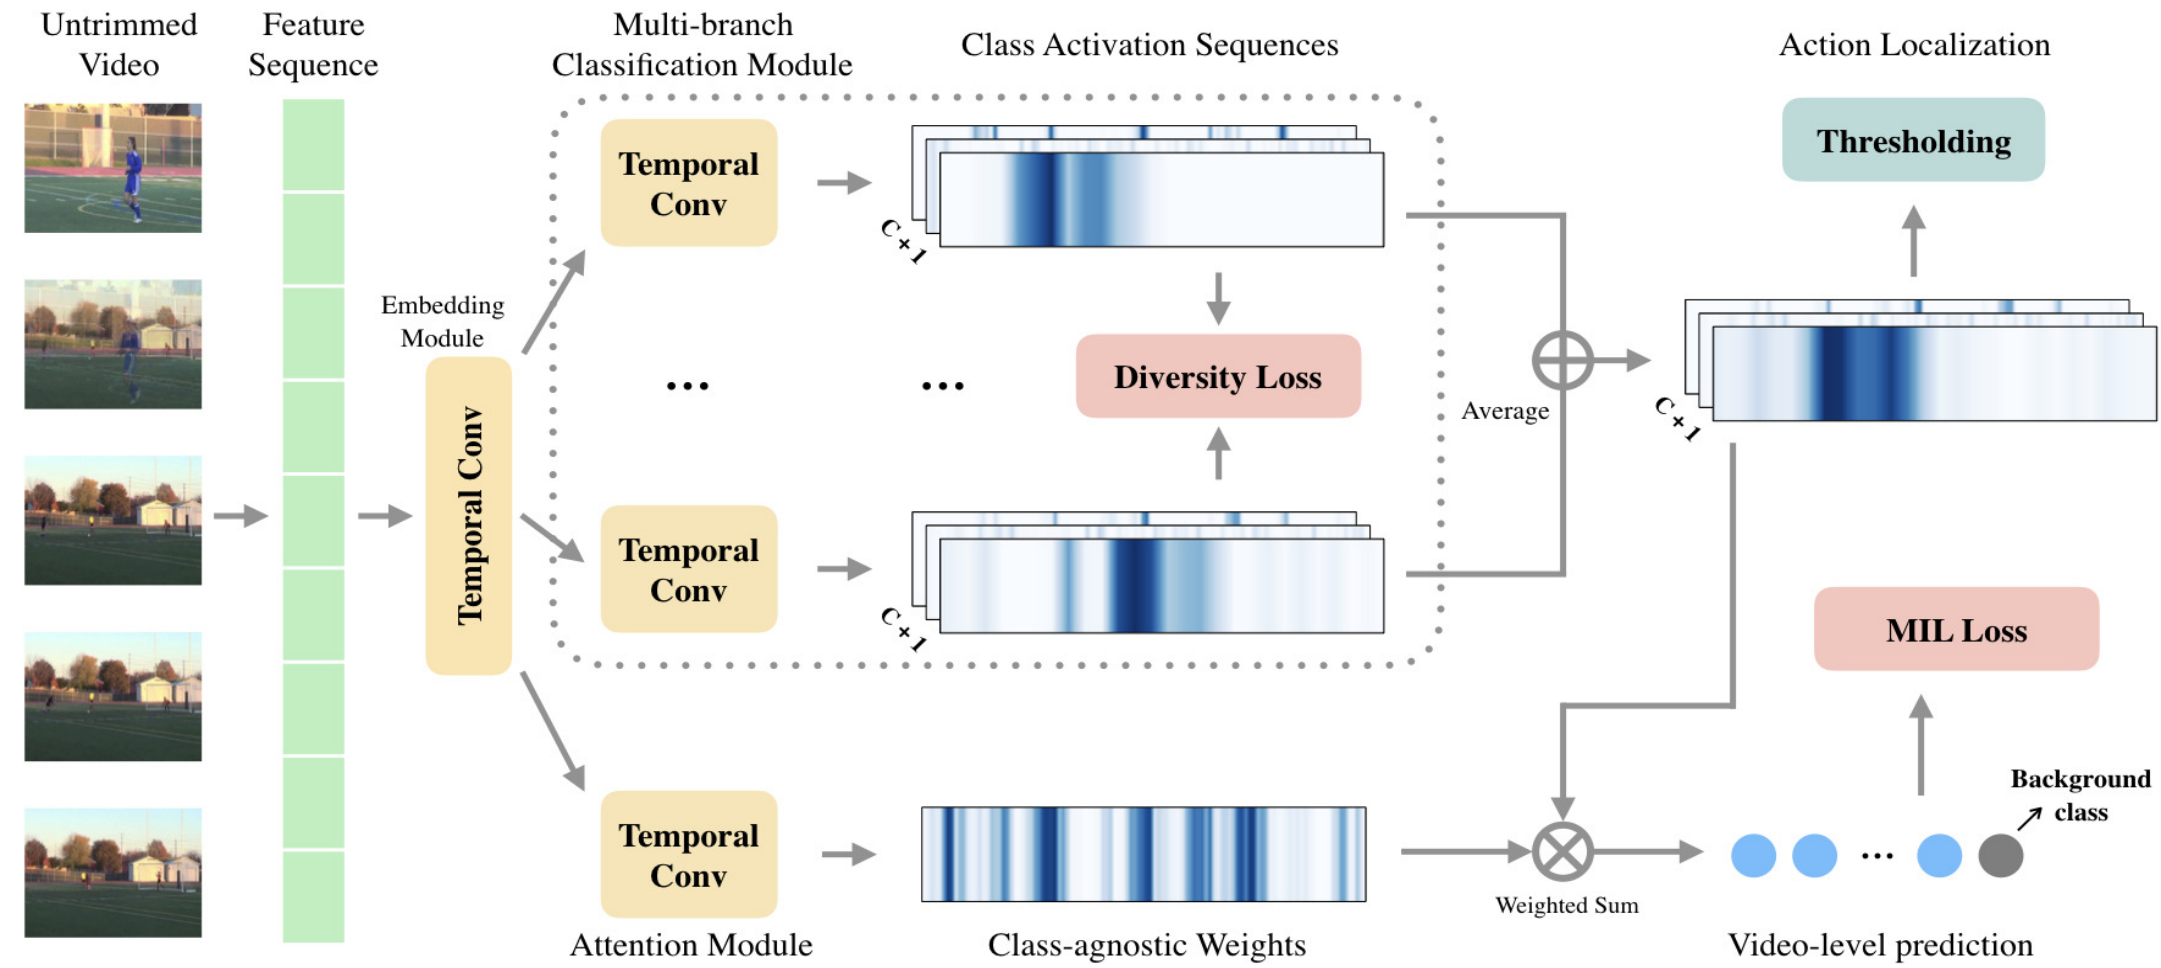 Untrimmed
Video
Feature
Sequence
Multi-branch
Classification Module
Class Activation Sequences
Action Localization
Embedding
Module
Temporal Conv
Temporal
Conv
C + 1
Thresholding
...
...
Diversity Loss
Average
C + 1
Temporal
Conv
C + 1
MIL Loss
Temporal
Conv
Attention Module
Class-agnostic Weights
Weighted Sum
...
Background
class
Video-level prediction